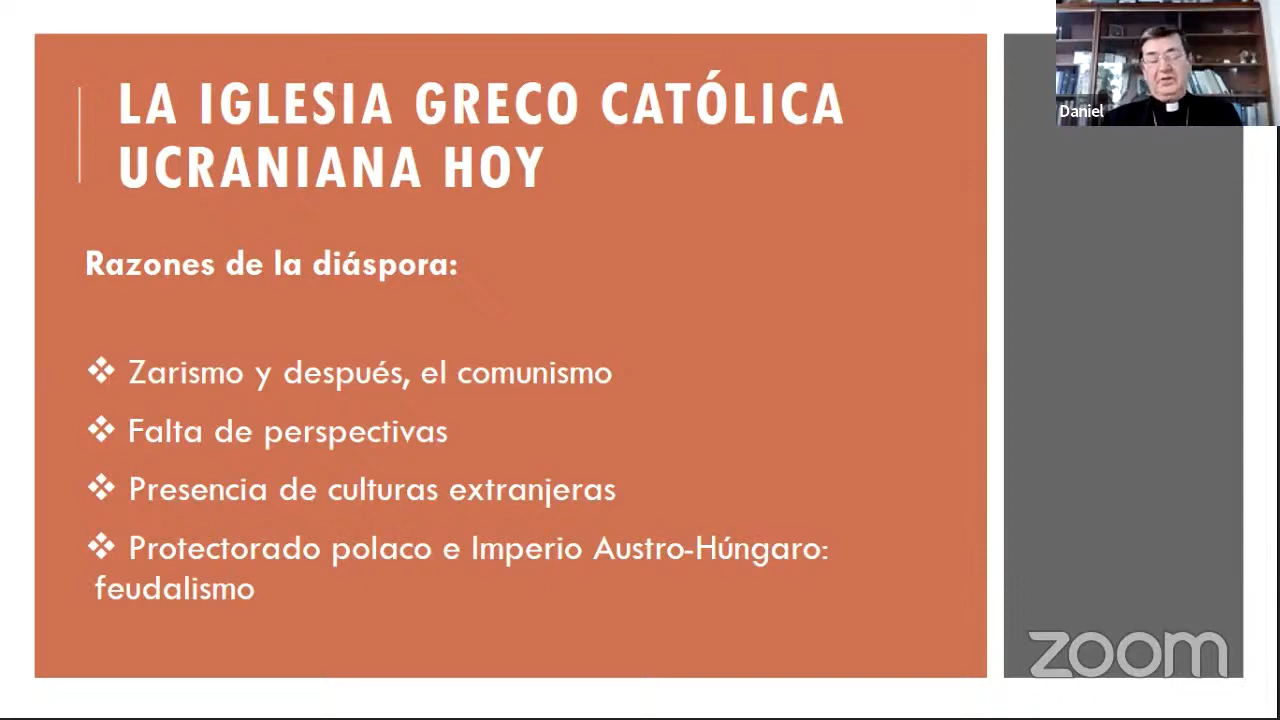 LA IGLESIA GRECO CATÓLICA
UCRANIANA HOY
Razones de la diáspora:
❖ Zarismo y después, el comunismo
❖ Falta de perspectivas
❖ Presencia de culturas extranjeras
❖ Protectorado polaco e Imperio Austro-Húngaro:
feudalismo
Daniel
zoom